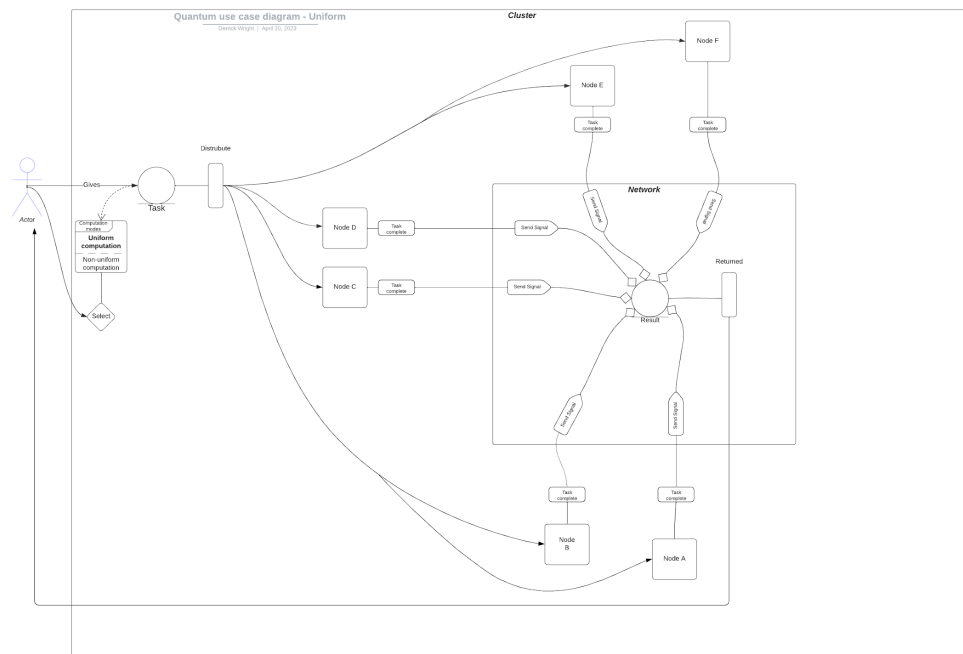 Quantum use case diagram - Uniform
Derrick Wright | April 20, 2023
Cluster
Node F
Node E
Task
complete
Task
complete
Distrubute
Gives
Task
Actor
Computation
modes
Uniform
computation
Non-uniform
computation
Select
Network
Send Signal
Send Signal
Node D
Task
complete
Send Signal
Node C
Task
complete
Send Signal
Returned
Result
Send Signal
Send Signal
Task
complete
Task
complete
Node
B
Node A